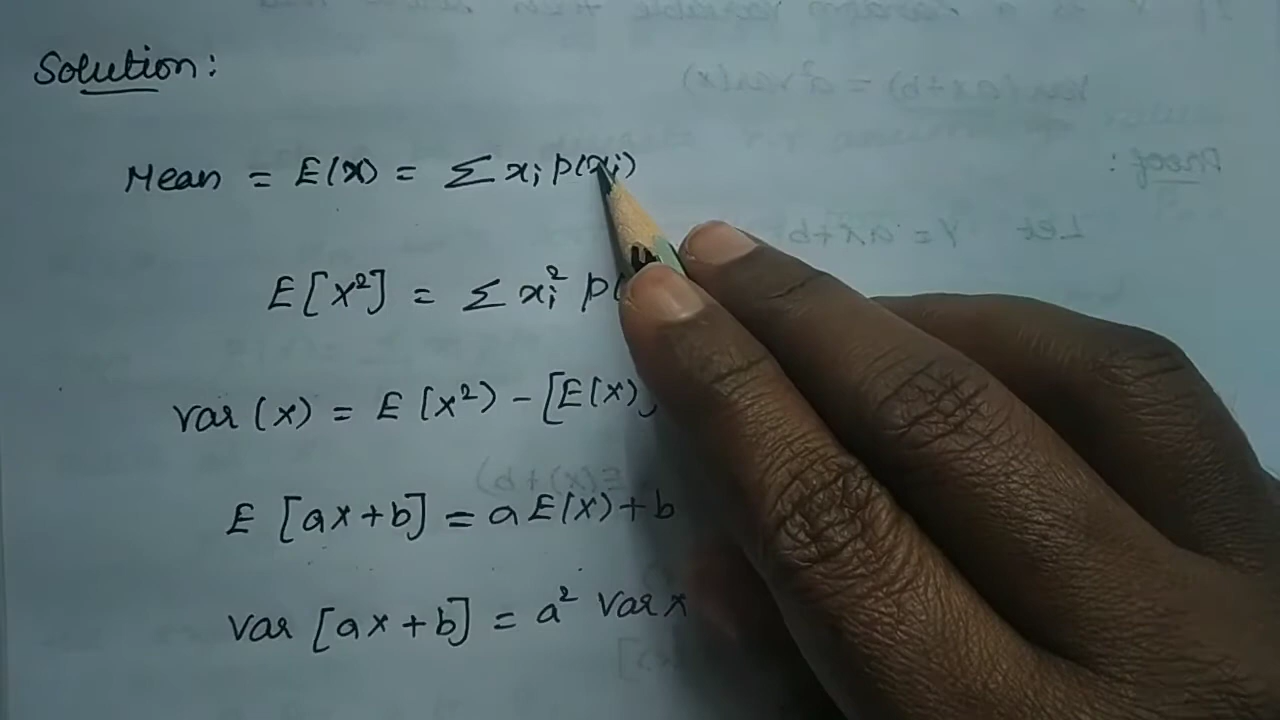 Solution:
Mean = E(x) = Σ xᵢ p(xᵢ)
E[X²] = Σ xᵢ² p(
var(x) = E(x²) - [E(x)
E [ax+b] = a E(x)+b
var [ax+b] = a² var x